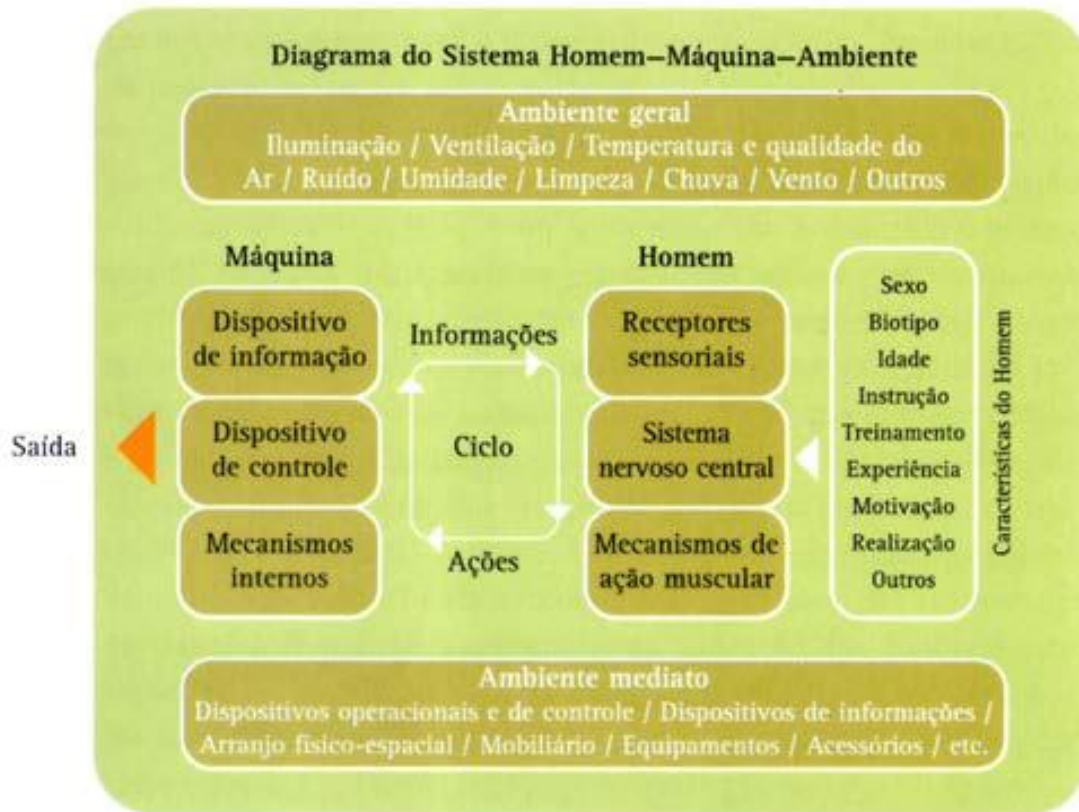 Diagrama do Sistema Homem—Máquina—Ambiente
Ambiente geral
Iluminação / Ventilação / Temperatura e qualidade do
Ar / Ruído / Umidade / Limpeza / Chuva / Vento / Outros
Máquina
Dispositivo
de informação
Dispositivo
de controle
Mecanismos
internos
Saída
Informações
Ciclo
Ações
Homem
Receptores
sensoriais
Sistema
nervoso central
Mecanismos de
ação muscular
Sexo
Biotipo
Idade
Instrução
Treinamento
Experiência
Motivação
Realização
Outros
Características do Homem
Ambiente mediato
Dispositivos operacionais e de controle / Dispositivos de informações /
Arranjo físico-espacial / Mobiliário / Equipamentos / Acessórios / etc.